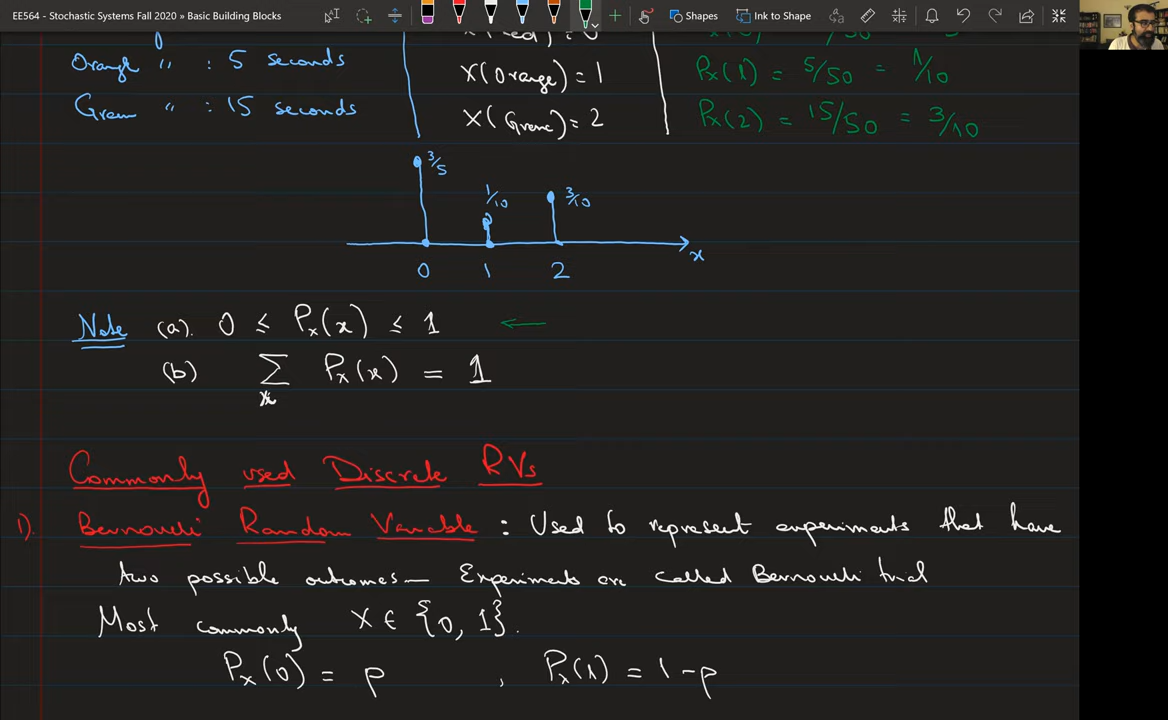 EE564 - Stochastic Systems Fall 2020 » Basic Building Blocks
Shapes
Ink to Shape
Orange " : 5 seconds
X(Orange) = 1
Px(1) = 5/50 = 1/10
Green " : 15 seconds
X(Green) = 2
Px(2) = 15/50 = 3/10
3/5
1/10
3/10
x
0 1 2
Note (a). 0 ≤ Px(x) ≤ 1 ←
(b) ∑ Px(x) = 1
x
Commonly used Discrete RVs
1). Bernoulli Random Variable : Used to represent experiments that have
two possible outcomes — Experiments are called Bernoulli trial
Most commonly X ∈ {0, 1}.
Px(0) = p , Px(1) = 1-p